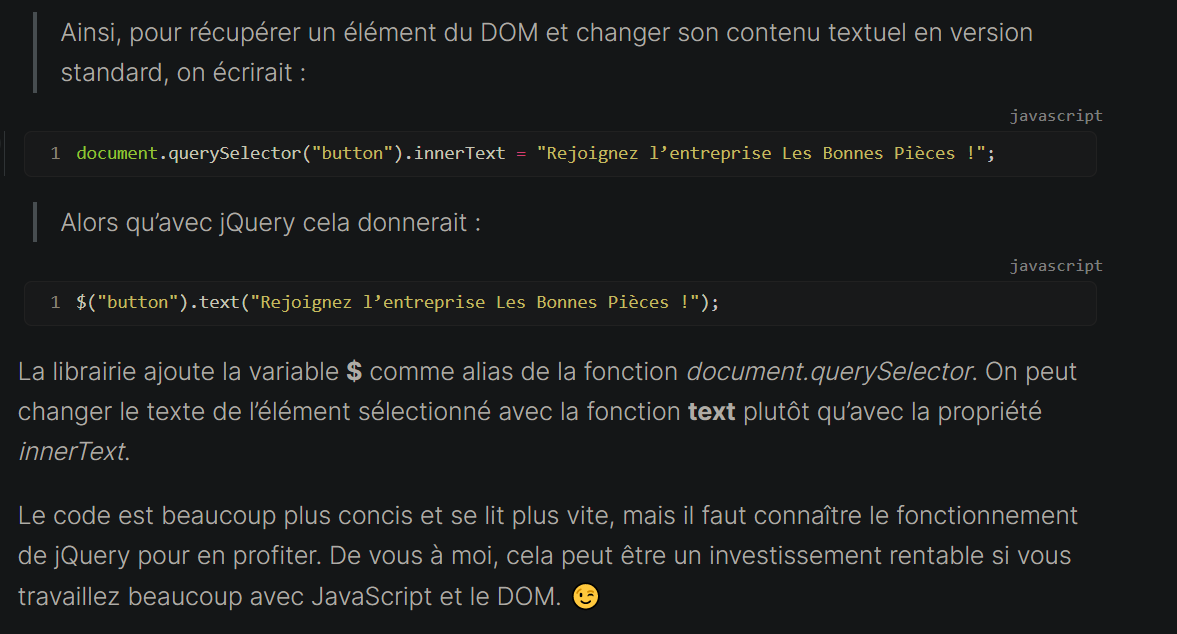 Ainsi, pour récupérer un élément du DOM et changer son contenu textuel en version
standard, on écrirait :
javascript
1 document.querySelector("button").innerText = "Rejoignez l’entreprise Les Bonnes Pièces !";
Alors qu’avec jQuery cela donnerait :
javascript
1 $("button").text("Rejoignez l’entreprise Les Bonnes Pièces !");
La librairie ajoute la variable $ comme alias de la fonction document.querySelector. On peut
changer le texte de l’élément sélectionné avec la fonction text plutôt qu’avec la propriété
innerText.
Le code est beaucoup plus concis et se lit plus vite, mais il faut connaître le fonctionnement
de jQuery pour en profiter. De vous à moi, cela peut être un investissement rentable si vous
travaillez beaucoup avec JavaScript et le DOM. 😉